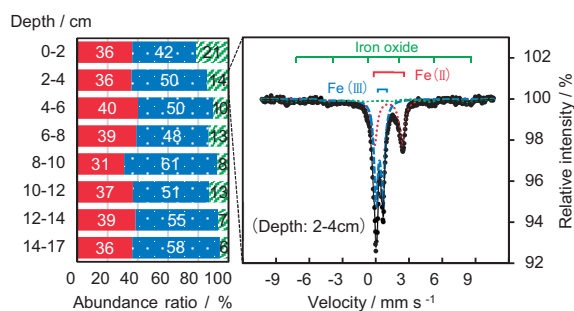 Depth / cm
0-2 36 42 21
2-4 36 50 14
4-6 40 50 10
6-8 39 48 13
8-10 31 61 8
10-12 37 51 13
12-14 39 55 7
14-17 36 58 6
0 20 40 60 80 100
Abundance ratio / %
Iron oxide
Fe (II)
Fe (III)
(Depth: 2-4cm)
102
100
98
96
94
92
Relative intensity / %
-9 -6 -3 0 3 6 9
Velocity / mm s -1